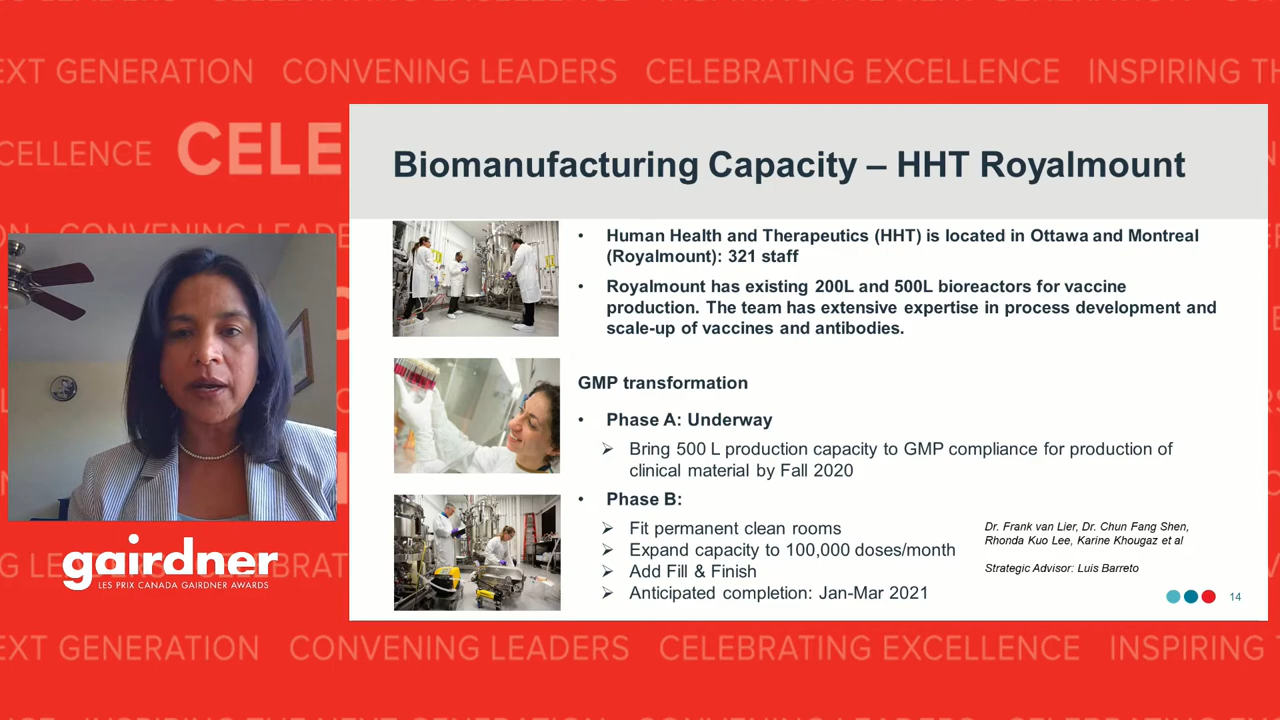 EXT GENERATION CONVENING LEADERS CELEBRATING EXCELLENCE INSPIRING TH
CELLENCE CELE
Biomanufacturing Capacity – HHT Royalmount
• Human Health and Therapeutics (HHT) is located in Ottawa and Montreal
(Royalmount): 321 staff
• Royalmount has existing 200L and 500L bioreactors for vaccine
production. The team has extensive expertise in process development and
scale-up of vaccines and antibodies.
GMP transformation
• Phase A: Underway
➢ Bring 500 L production capacity to GMP compliance for production of
clinical material by Fall 2020
• Phase B:
➢ Fit permanent clean rooms
➢ Expand capacity to 100,000 doses/month
➢ Add Fill & Finish
➢ Anticipated completion: Jan-Mar 2021
Dr. Frank van Lier, Dr. Chun Fang Shen,
Rhonda Kuo Lee, Karine Khougaz et al
Strategic Advisor: Luis Barreto
14
gairdner
LES PRIX CANADA GAIRDNER AWARDS
EXT GENERATION CONVENING LEADERS CELEBRATING EXCELLENCE INSPIRING